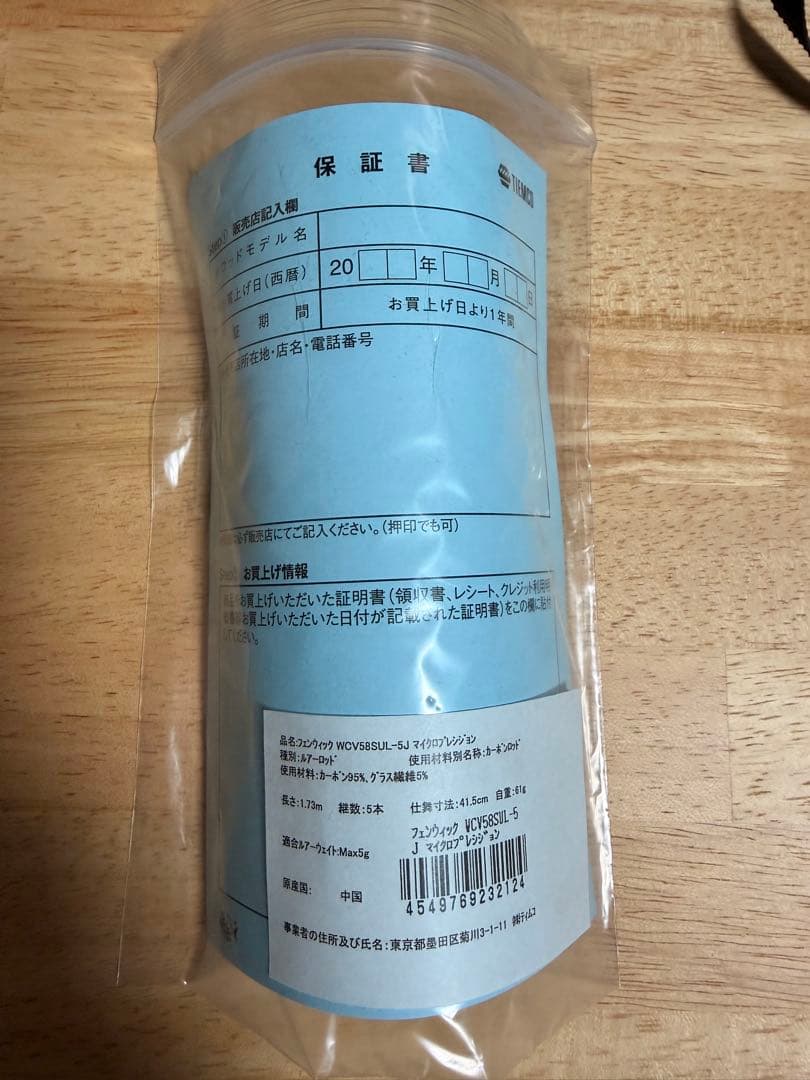 保証書
TIEMCO
Step① 販売店記入欄
ロッドモデル名
買上げ日（西暦） 20 年 月 日
証期間 お買上げ日より1年間
所在地・店名・電話番号
必ず販売店にてご記入ください。（押印でも可）
お買上げ情報
お買上げいただいた証明書（領収書、レシート、クレジット利用明
お買上げいただいた日付が記載された証明書）をこの欄に貼付
してください。
品名:フェンウィック WCV58SUL-5J マイクロプレシジョン
種別:ルアーロッド 使用材料別名称:カーボンロッド
使用材料:カーボン95%、グラス繊維5%
長さ:1.73m 継数:5本 仕舞寸法:41.5cm 自重:61g
フェンウィック WCV58SUL-5
J マイクロプレシジョン
適合ルアーウェイト:Max5g
4549769232124
原産国: 中国
事業者の住所及び氏名:東京都墨田区菊川3-1-11 ㈱ティムコ